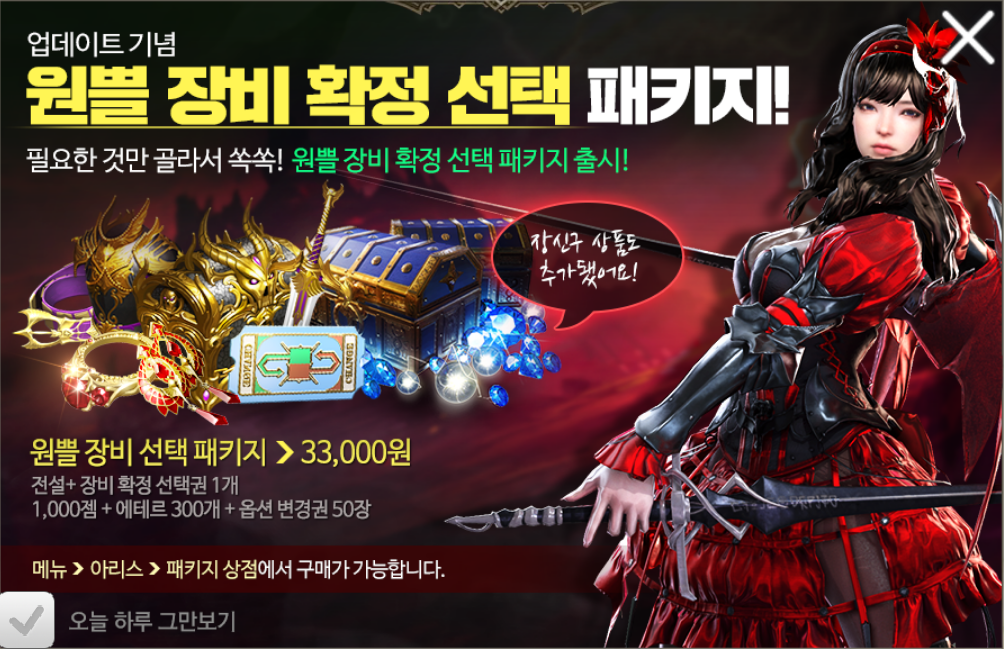 업데이트 기념
원쁠 장비 확정 선택 패키지!
필요한 것만 골라서 쏙쏙! 원쁠 장비 확정 선택 패키지 출시!
장신구 상품도
추가됐어요!
CHANGE
원쁠 장비 선택 패키지 > 33,000원
전설+ 장비 확정 선택권 1개
1,000젬 + 에테르 300개 + 옵션 변경권 50장
메뉴 > 아리스 > 패키지 상점에서 구매가 가능합니다.
오늘 하루 그만보기